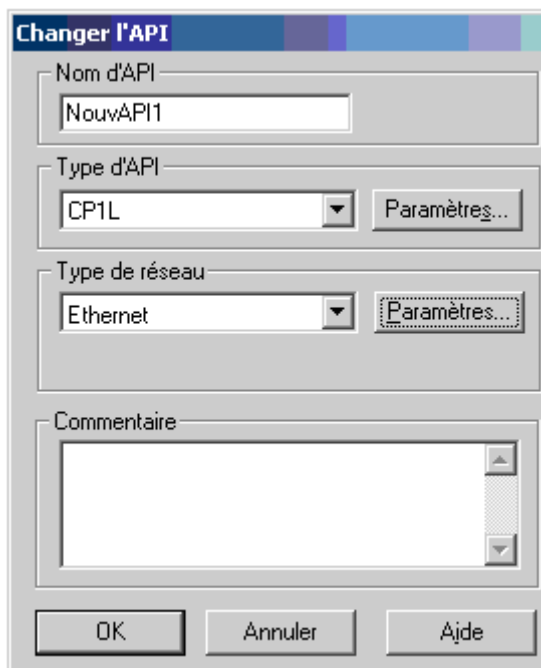 Changer l'API
Nom d'API
NouvAPI1
Type d'API
CP1L
Paramètres...
Type de réseau
Ethernet
Paramètres...
Commentaire
OK
Annuler
Aide